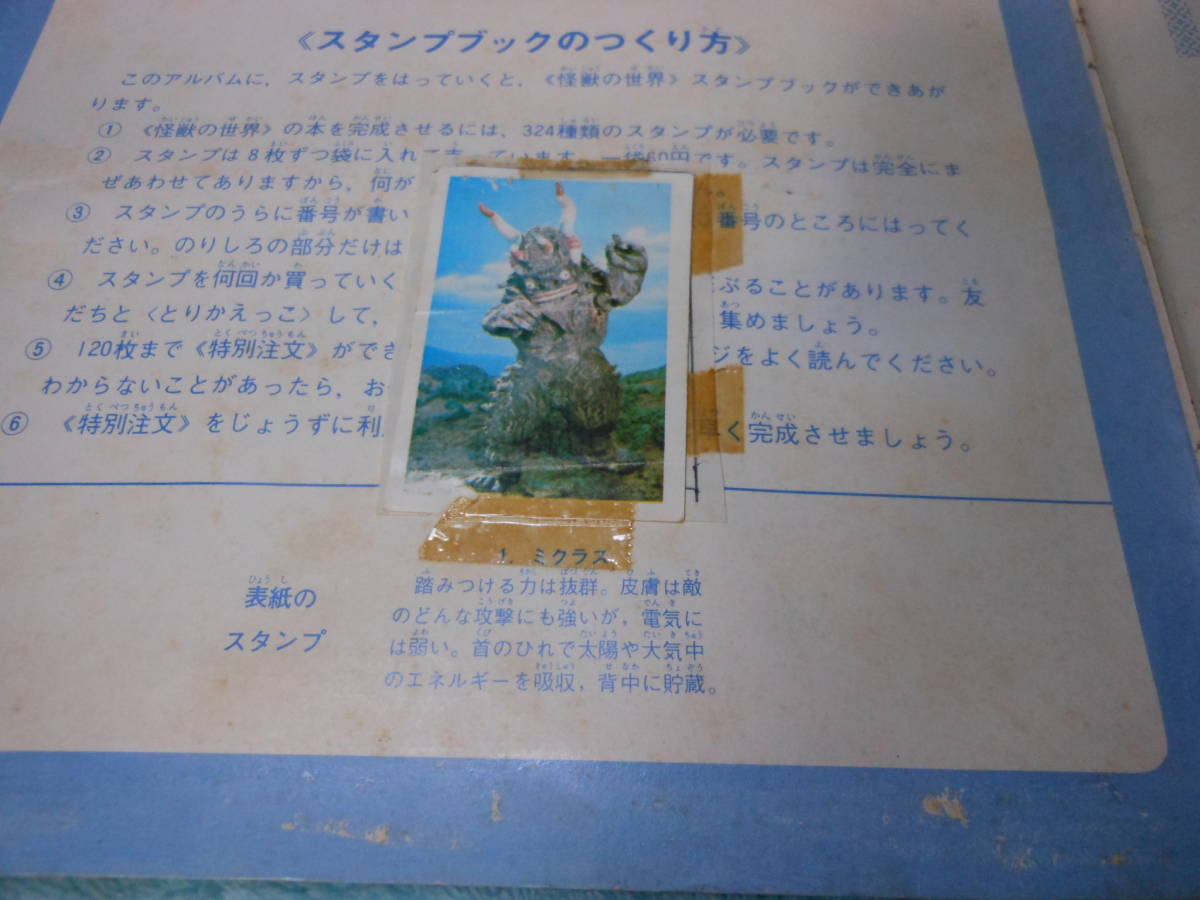 《スタンプブックのつくり方》
このアルバムに，スタンプをはっていくと，《怪獣の世界》スタンプブックができあが
ります。
① 《怪獣の世界》の本を完成させるには，324種類のスタンプが必要です。
② スタンプは8枚ずつ袋に入れて ています。一袋60円です。スタンプは完全にま
ぜあわせてありますから，何が
③ スタンプのうらに番号が書い 番号のところにはってく
ださい。のりしろの部分だけは
④ スタンプを何回か買っていく ぶることがあります。友
だちと〈とりかえっこ〉して， 集めましょう。
⑤ 120枚まで《特別注文》ができ ジをよく読んでください。
わからないことがあったら，お
⑥ 《特別注文》をじょうずに利 く完成させましょう。
1. ミクラス
表紙の
スタンプ
踏みつける力は抜群。皮膚は敵
のどんな攻撃にも強いが，電気に
は弱い。首のひれで太陽や大気中
のエネルギーを吸収，背中に貯蔵。